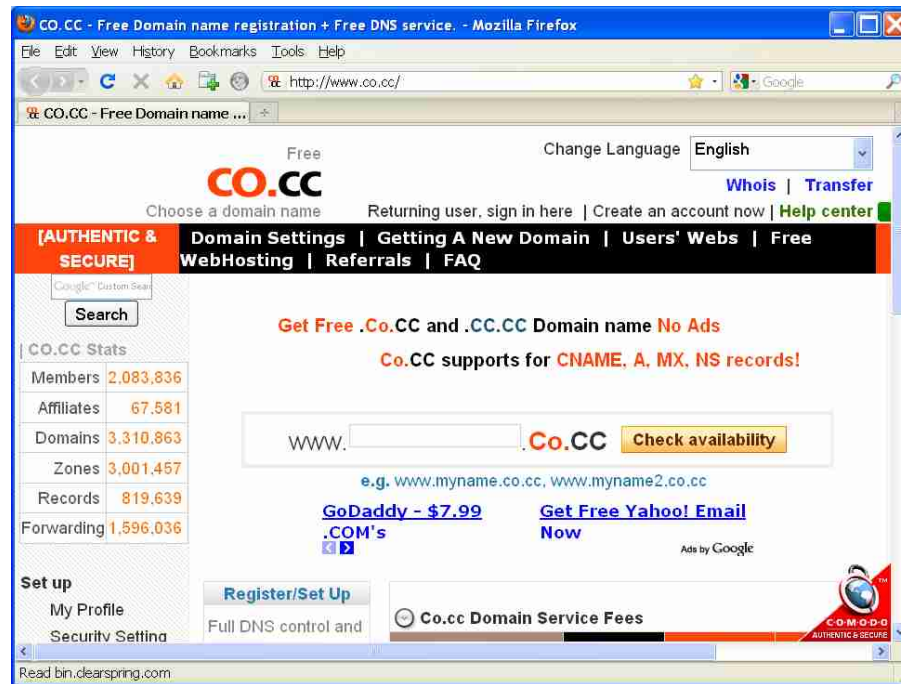 CO.CC - Free Domain name registration + Free DNS service. - Mozilla Firefox
File Edit View History Bookmarks Tools Help
http://www.co.cc/
Google
CO.CC - Free Domain name ...
Free
CO.CC
Choose a domain name
Change Language English
Whois | Transfer
Returning user, sign in here | Create an account now | Help center
[AUTHENTIC & SECURE]
Domain Settings | Getting A New Domain | Users' Webs | Free
WebHosting | Referrals | FAQ
Google™ Custom Sear
Search
| CO.CC Stats
Members 2,083,836
Affiliates 67,581
Domains 3,310,863
Zones 3,001,457
Records 819,639
Forwarding 1,596,036
Set up
My Profile
Security Setting
Get Free .Co.CC and .CC.CC Domain name No Ads
Co.CC supports for CNAME, A, MX, NS records!
www. .Co.CC Check availability
e.g. www.myname.co.cc, www.myname2.co.cc
GoDaddy - $7.99 .COM's
Get Free Yahoo! Email Now
Ads by Google
Register/Set Up
Full DNS control and
Co.cc Domain Service Fees
COMODO
AUTHENTIC & SECURE
TM
Read bin.clearspring.com